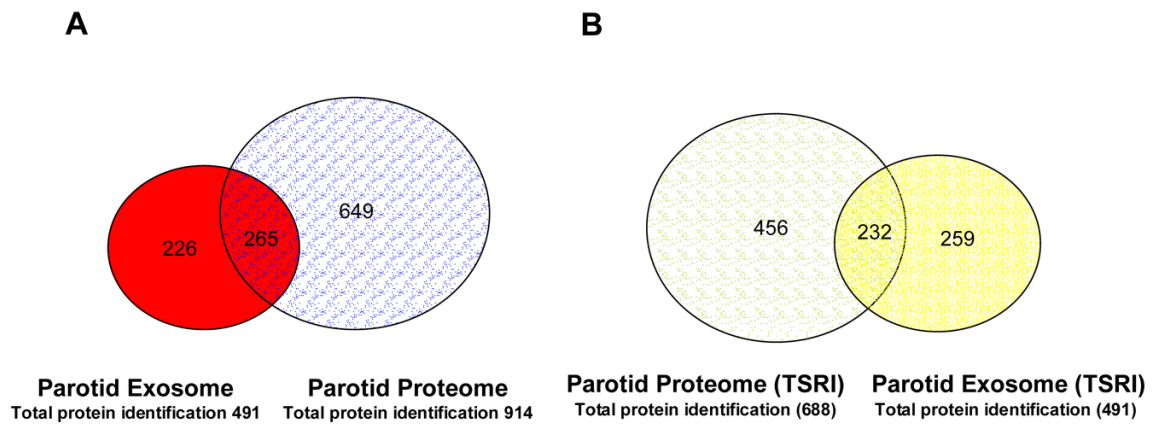 A
B
226
265
649
456
232
259
Parotid Exosome
Total protein identification 491
Parotid Proteome
Total protein identification 914
Parotid Proteome (TSRI)
Total protein identification (688)
Parotid Exosome (TSRI)
Total protein identification (491)